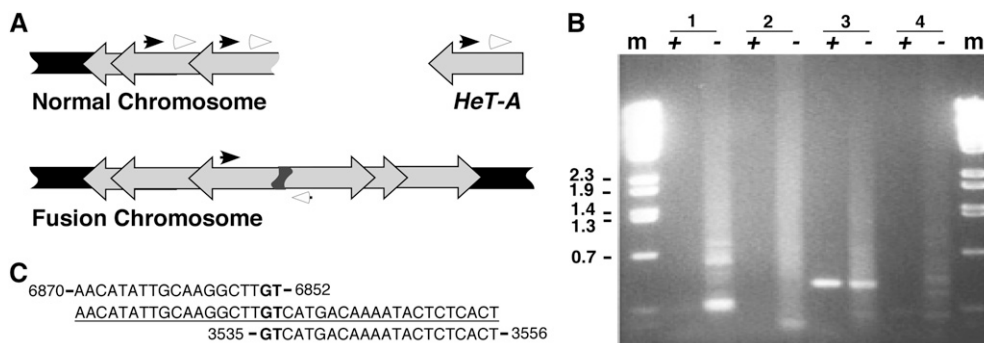 A
Normal Chromosome
HeT-A
Fusion Chromosome
B
1 2 3 4
m + - + - + - + - m
2.3 -
1.9 -
1.4 -
1.3 -
0.7 -
C
6870-AACATATTGCAAGGCTTGT-6852
AACATATTGCAAGGCTTGTCATGACAAAATACTCTCACT
3535 -GTCATGACAAAATACTCTCACT-3556